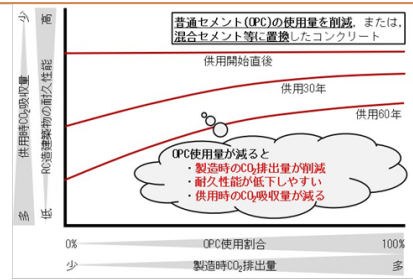 少
供用時CO₂吸収量
多
高
RC造建築物の耐久性能
低
普通セメント(OPC)の使用量を削減、または、
混合セメント等に置換したコンクリート
供用開始直後
供用30年
供用60年
OPC使用量が減ると
・製造時のCO₂排出量が削減
・耐久性能が低下しやすい
・供用時のCO₂吸収量が減る
0%
OPC使用割合
100%
少
製造時CO₂排出量
多